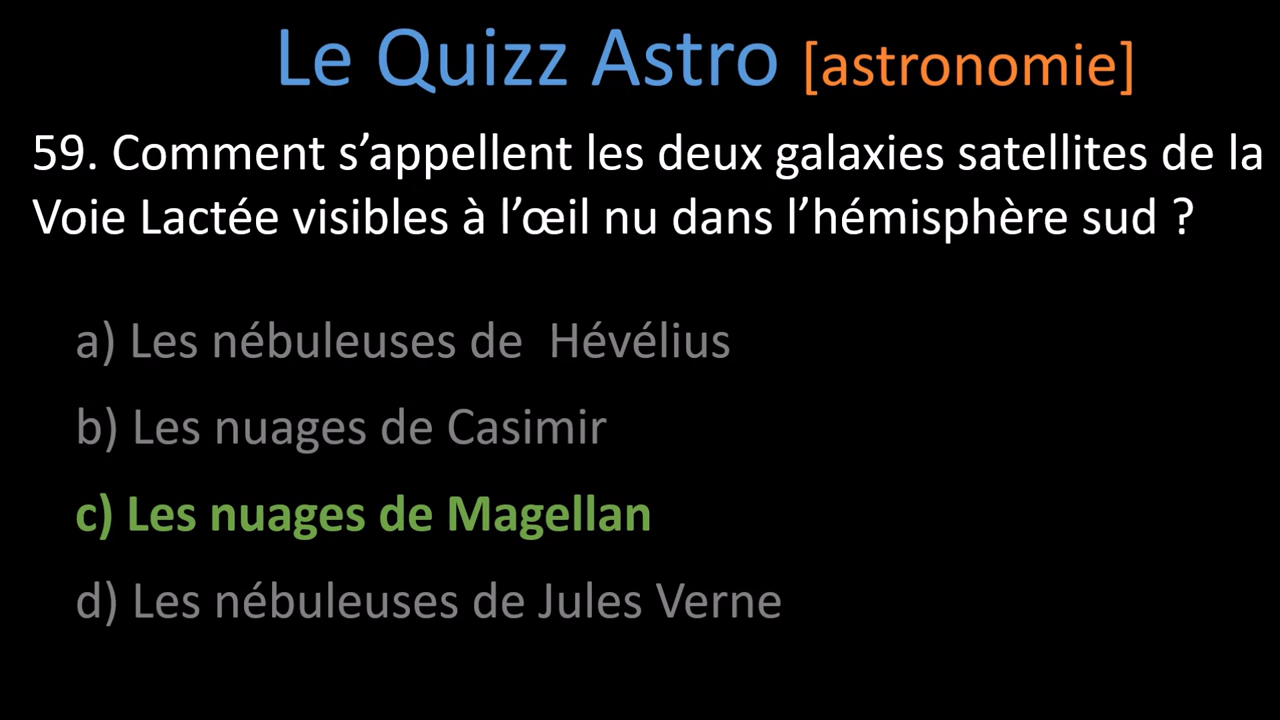 Le Quizz Astro [astronomie]
59. Comment s’appellent les deux galaxies satellites de la
Voie Lactée visibles à l’œil nu dans l’hémisphère sud ?
a) Les nébuleuses de  Hévélius
b) Les nuages de Casimir
c) Les nuages de Magellan
d) Les nébuleuses de Jules Verne